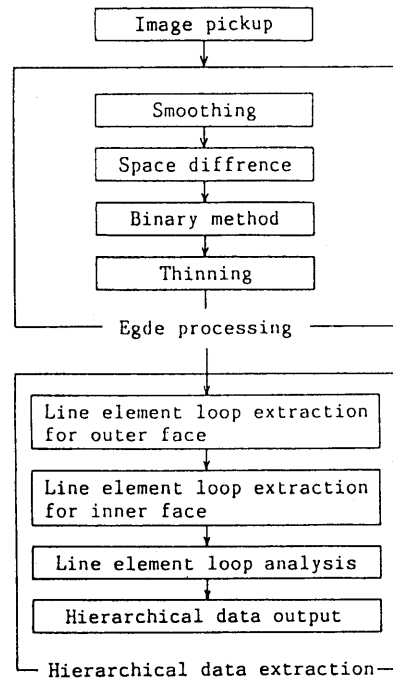 Image pickup
Smoothing
Space diffrence
Binary method
Thinning
Egde processing
Line element loop extraction
for outer face
Line element loop extraction
for inner face
Line element loop analysis
Hierarchical data output
Hierarchical data extraction